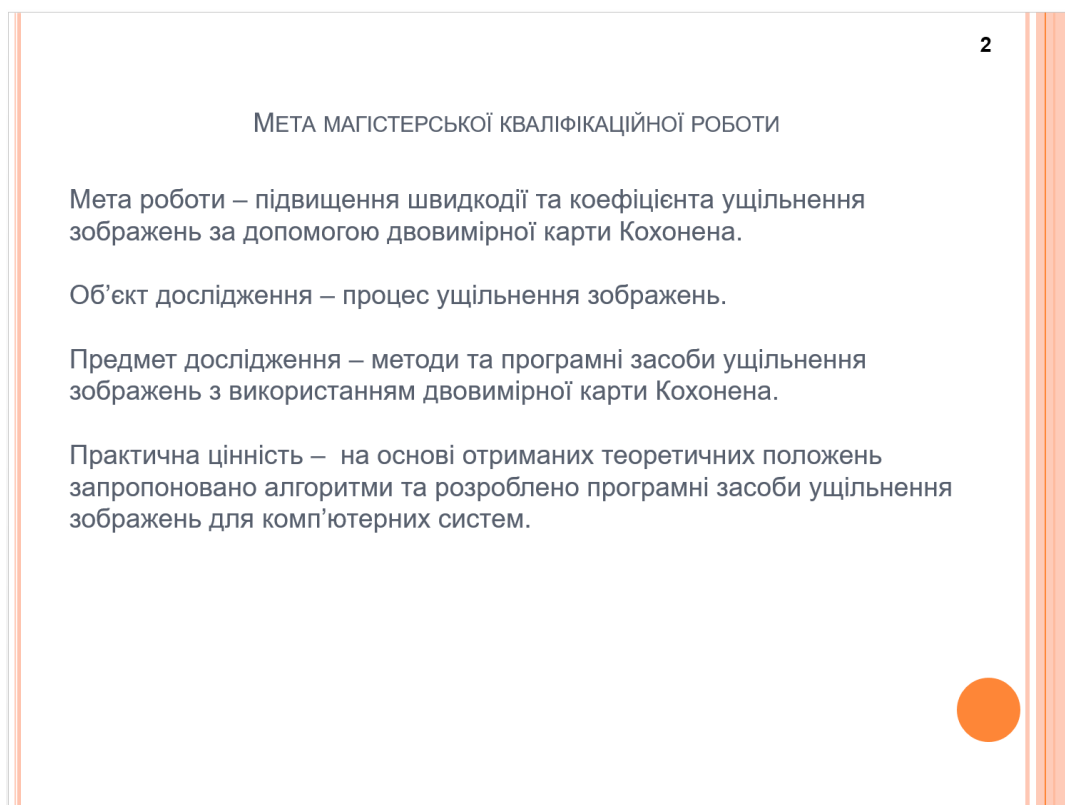 2
Мета магістерської кваліфікаційної роботи
Мета роботи – підвищення швидкодії та коефіцієнта ущільнення
зображень за допомогою двовимірної карти Кохонена.
Об’єкт дослідження – процес ущільнення зображень.
Предмет дослідження – методи та програмні засоби ущільнення
зображень з використанням двовимірної карти Кохонена.
Практична цінність –  на основі отриманих теоретичних положень
запропоновано алгоритми та розроблено програмні засоби ущільнення
зображень для комп’ютерних систем.